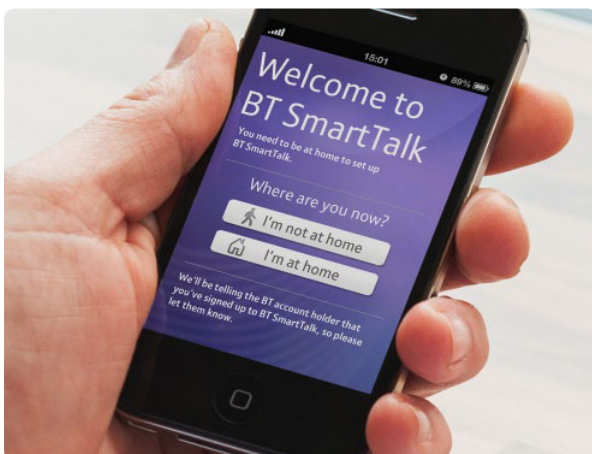 15:01
89%
Welcome to
BT SmartTalk
You need to be at home to set up
BT SmartTalk.
Where are you now?
I'm not at home
I'm at home
We'll be telling the BT account holder that
you've signed up to BT SmartTalk, so please
let them know.